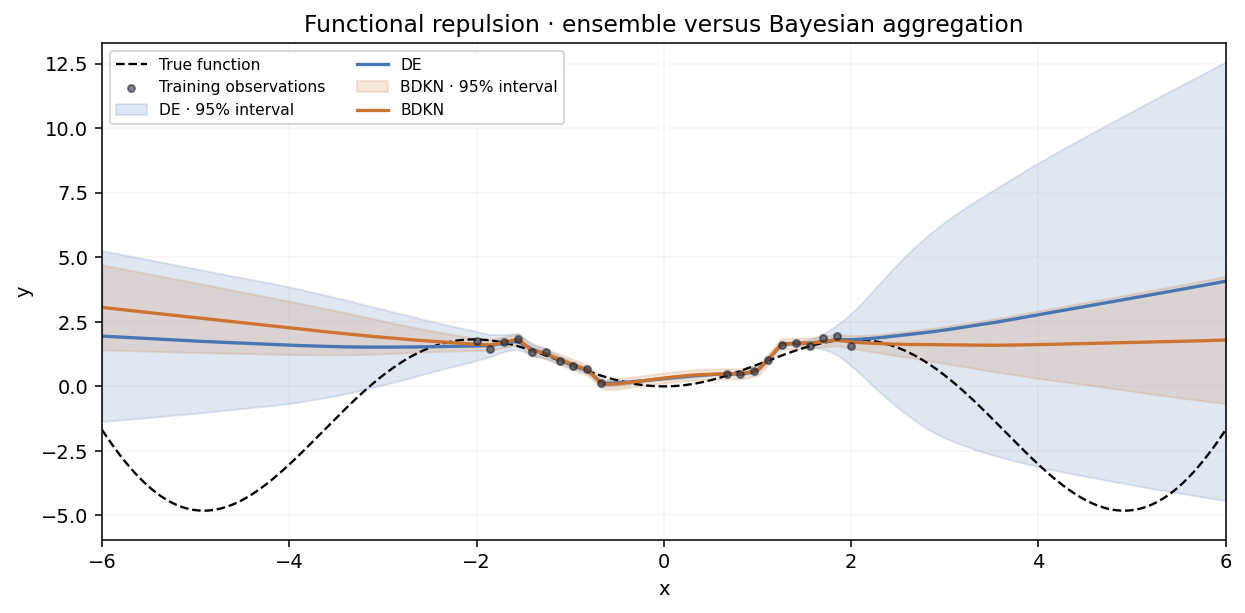 Functional repulsion · ensemble versus Bayesian aggregation
True function
Training observations
DE · 95% interval
DE
BDKN · 95% interval
BDKN
12.5
10.0
7.5
5.0
2.5
0.0
−2.5
−5.0
y
−6
−4
−2
0
2
4
6
x